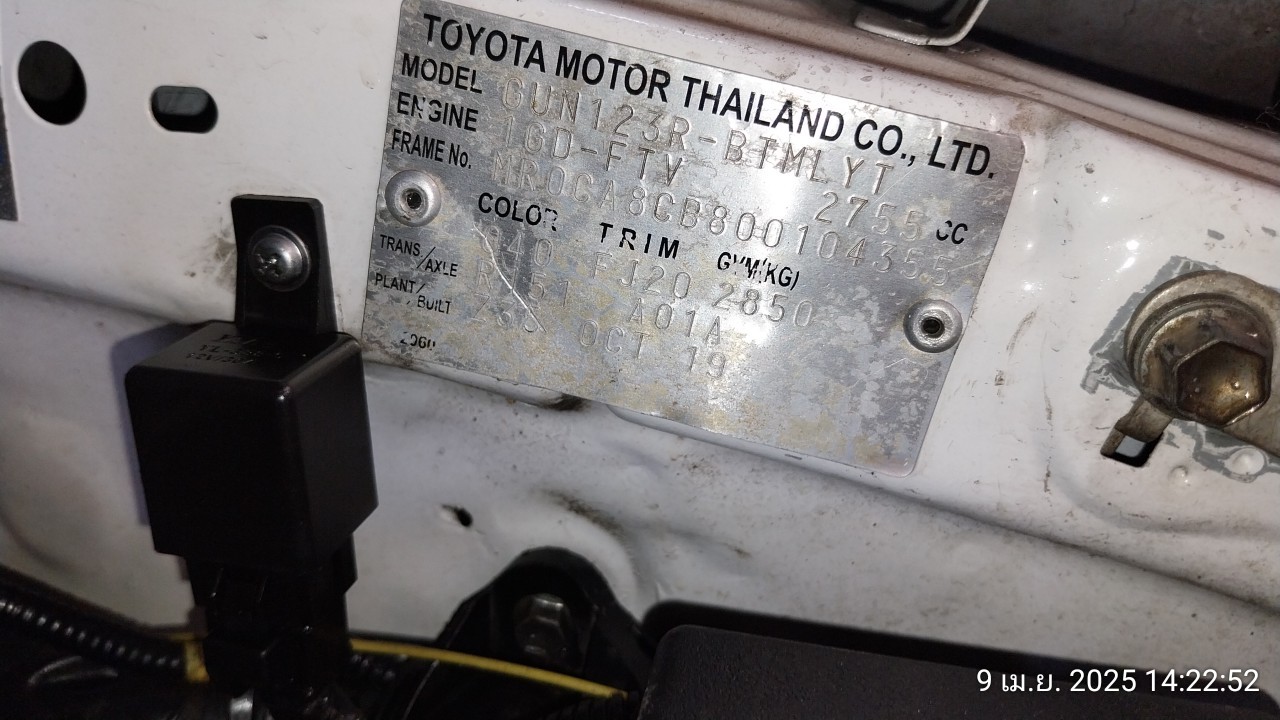 TOYOTA MOTOR THAILAND CO., LTD.
MODEL GUN123R-BTMLYT
ENGINE 1GD-FTV 2755 CC
FRAME No. MR0CA8CB800104355
COLOR TRIM GVM(KG)
040 FJ20 2850
TRANS/AXLE R151 A01A
PLANT/BUILT OCT 19
9 เม.ย. 2025 14:22:52